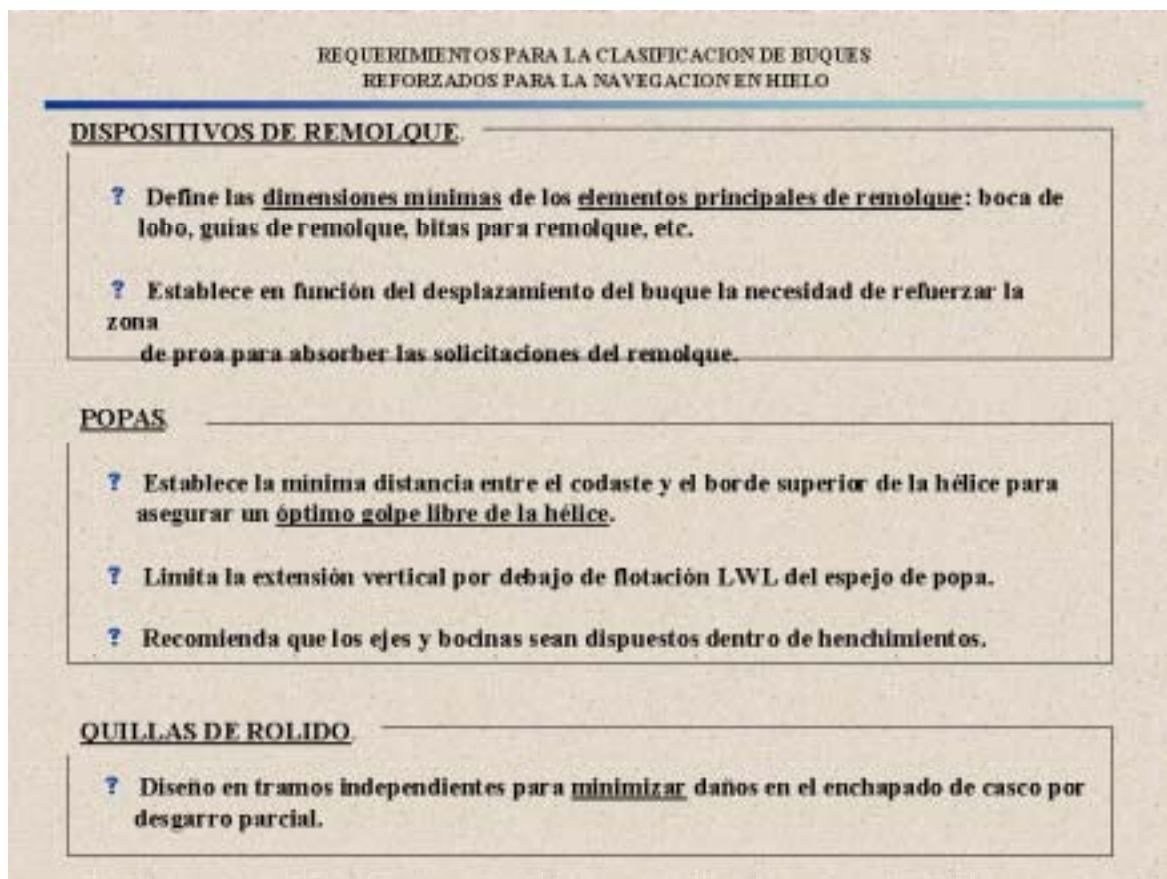 REQUERIMIENTOS PARA LA CLASIFICACION DE BUQUES
REFORZADOS PARA LA NAVEGACION EN HIELO
DISPOSITIVOS DE REMOLQUE.
? Define las dimensiones mínimas de los elementos principales de remolque: boca de
lobo, guías de remolque, bitas para remolque, etc.
? Establece en función del desplazamiento del buque la necesidad de refuerzar la
zona
de proa para absorber las solicitaciones del remolque.
POPAS.
? Establece la mínima distancia entre el codaste y el borde superior de la hélice para
asegurar un óptimo golpe libre de la hélice.
? Limita la extensión vertical por debajo de flotación LWL del espejo de popa.
? Recomienda que los ejes y bocinas sean dispuestos dentro de henchimientos.
QUILLAS DE ROLIDO.
? Diseño en tramos independientes para minimizar daños en el enchapado de casco por
desgarro parcial.